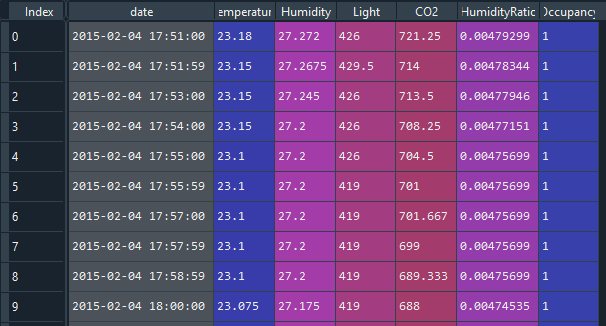 Index date emperatur Humidity Light CO2 HumidityRatic Occupancy
0 2015-02-04 17:51:00 23.18 27.272 426 721.25 0.00479299 1
1 2015-02-04 17:51:59 23.15 27.2675 429.5 714 0.00478344 1
2 2015-02-04 17:53:00 23.15 27.245 426 713.5 0.00477946 1
3 2015-02-04 17:54:00 23.15 27.2 426 708.25 0.00477151 1
4 2015-02-04 17:55:00 23.1 27.2 426 704.5 0.00475699 1
5 2015-02-04 17:55:59 23.1 27.2 419 701 0.00475699 1
6 2015-02-04 17:57:00 23.1 27.2 419 701.667 0.00475699 1
7 2015-02-04 17:57:59 23.1 27.2 419 699 0.00475699 1
8 2015-02-04 17:58:59 23.1 27.2 419 689.333 0.00475699 1
9 2015-02-04 18:00:00 23.075 27.175 419 688 0.00474535 1